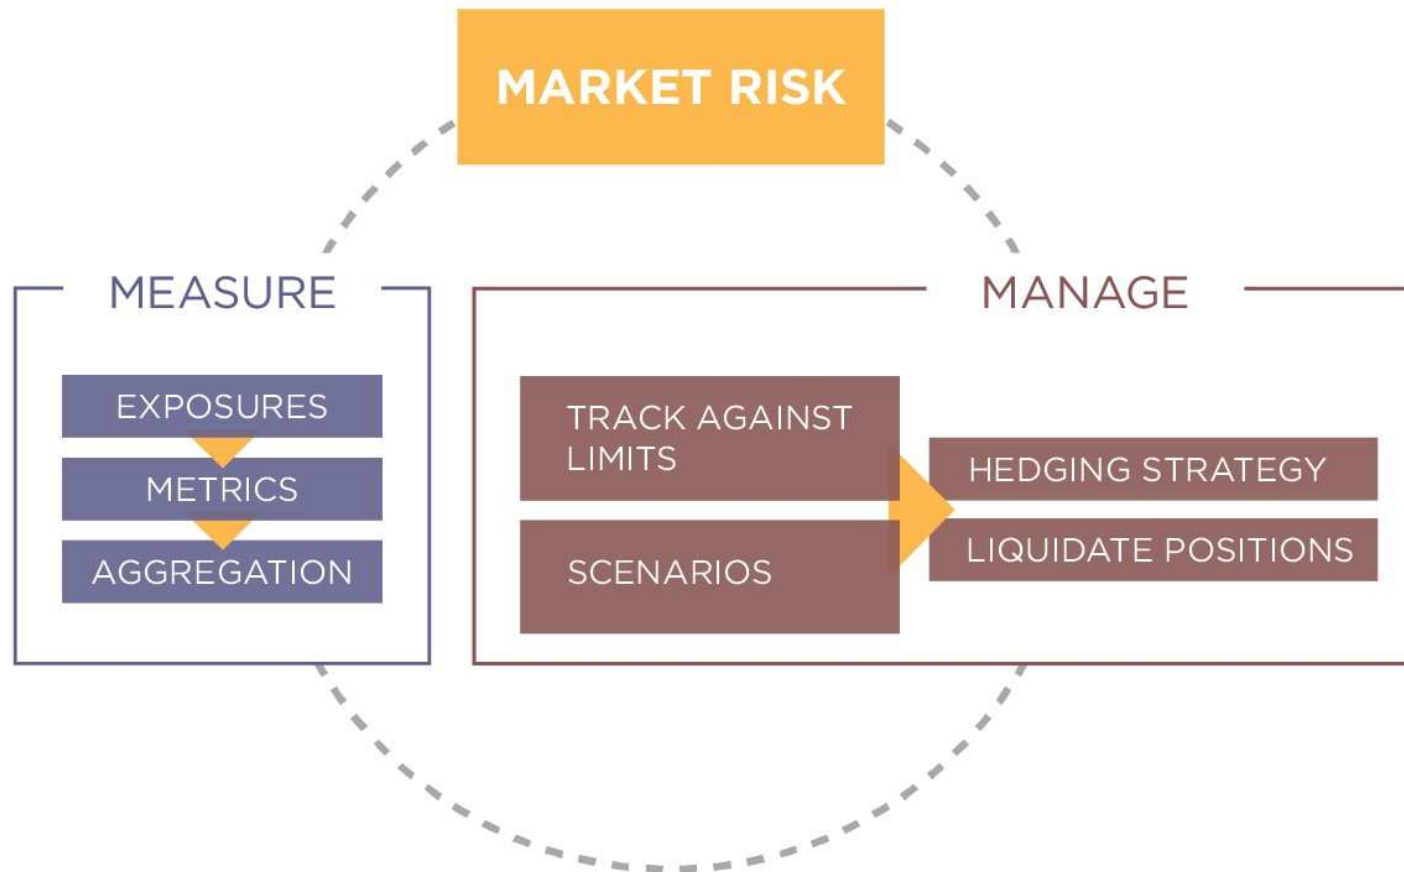 MARKET RISK
MEASURE
EXPOSURES
METRICS
AGGREGATION
MANAGE
TRACK AGAINST
LIMITS
SCENARIOS
HEDGING STRATEGY
LIQUIDATE POSITIONS